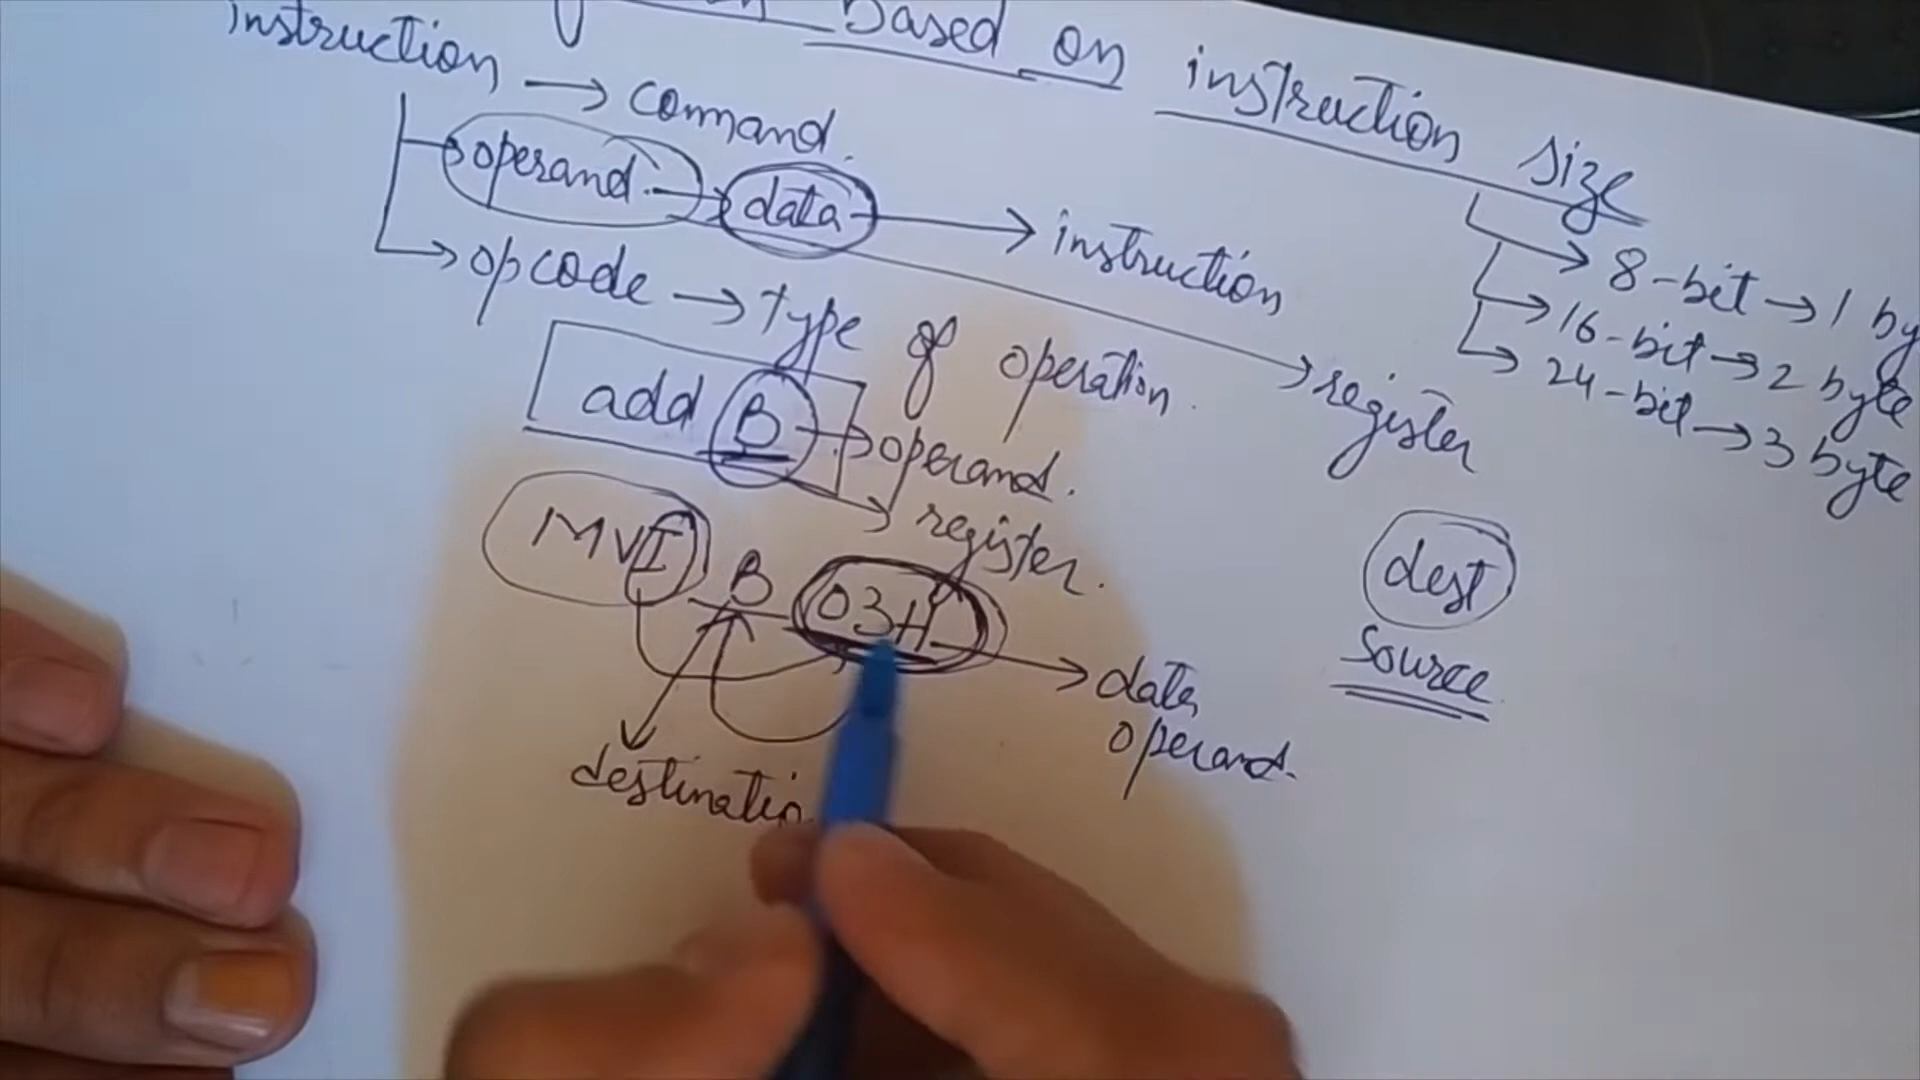 based on instruction size
instruction → command.
→ operand. → data → instruction
→ opcode → type of operation.
→ register
→ 8-bit → 1 by
→ 16-bit → 2 byte
→ 24-bit → 3 byte
add B → operand.
→ register.
MVI B 03H → data
operand.
destinatio
dest
Source